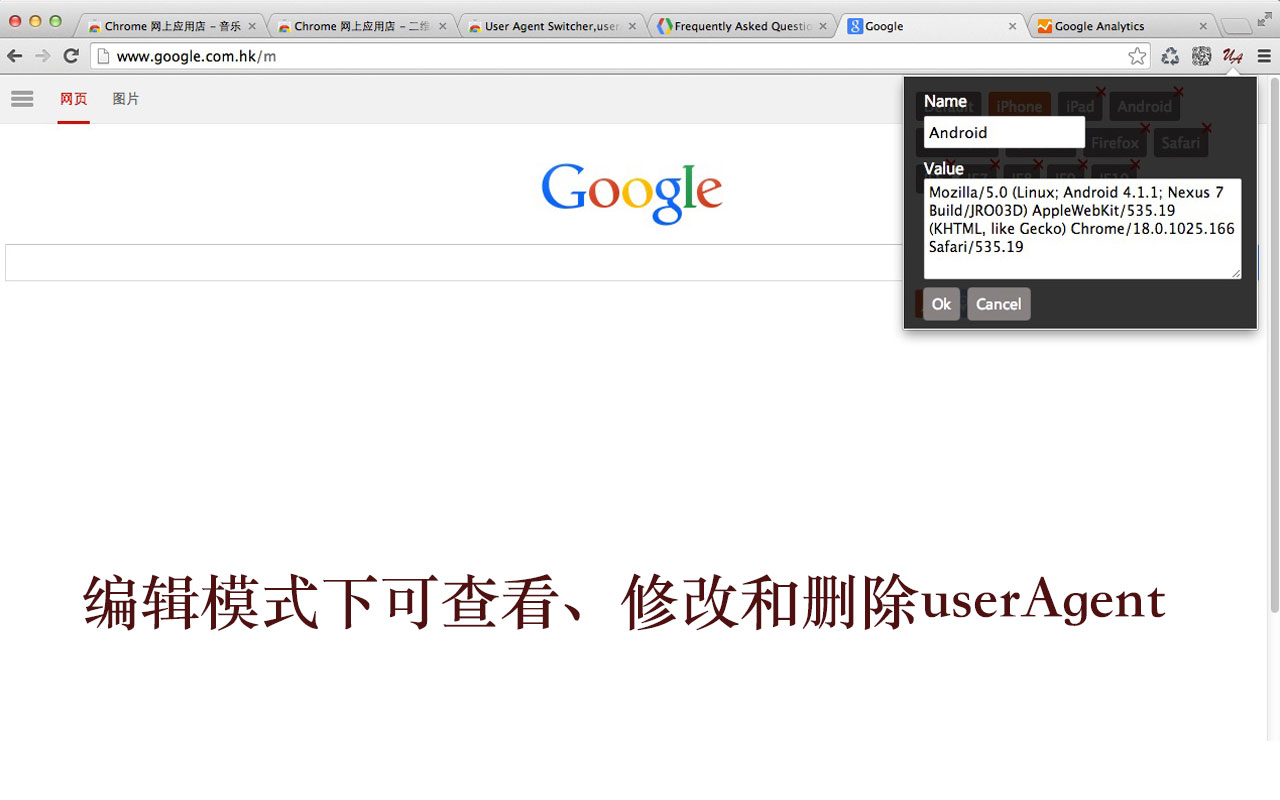 Chrome 网上应用店 - 音乐
Chrome 网上应用店 - 二维
User Agent Switcher,user
Frequently Asked Questio
Google
Google Analytics
www.google.com.hk/m
网页
图片
Google
Name
iPhone
iPad
Android
Android
Firefox
Safari
Value
Mozilla/5.0 (Linux; Android 4.1.1; Nexus 7
Build/JRO03D) AppleWebKit/535.19
(KHTML, like Gecko) Chrome/18.0.1025.166
Safari/535.19
Ok
Cancel
编辑模式下可查看、修改和删除userAgent